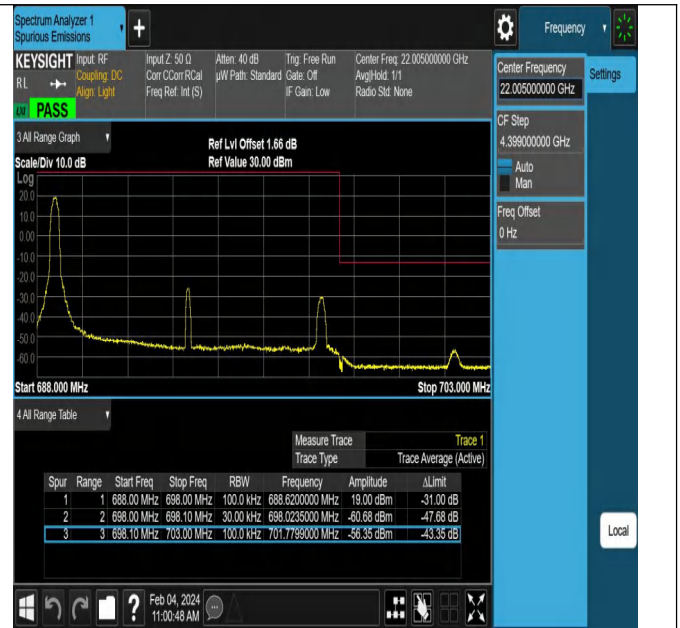 Spectrum Analyzer 1
Spurious Emissions
Frequency
KEYSIGHT Input: RF Input Z: 50 Ω Atten: 40 dB Trig: Free Run Center Freq: 22.005000000 GHz
RL Coupling: DC Corr CCorr RCal µW Path: Standard Gate: Off Avg|Hold: 1/1
Align: Light Freq Ref: Int (S) IF Gain: Low Radio Std: None
PASS
Center Frequency
22.005000000 GHz
Settings
CF Step
4.399000000 GHz
Auto
Man
Freq Offset
0 Hz
3 All Range Graph
Ref Lvl Offset 1.66 dB
Scale/Div 10.0 dB Ref Value 30.00 dBm
Log
20.0
10.0
0.00
-10.0
-20.0
-30.0
-40.0
-50.0
-60.0
Start 688.000 MHz Stop 703.000 MHz
4 All Range Table
Measure Trace Trace 1
Trace Type Trace Average (Active)
Spur Range Start Freq Stop Freq RBW Frequency Amplitude ΔLimit
1 1 688.00 MHz 698.00 MHz 100.0 kHz 688.6200000 MHz 19.00 dBm -31.00 dB
2 2 698.00 MHz 698.10 MHz 30.00 kHz 698.0235000 MHz -60.68 dBm -47.68 dB
3 3 698.10 MHz 703.00 MHz 100.0 kHz 701.7799000 MHz -56.35 dBm -43.35 dB
Local
Feb 04, 2024
11:00:48 AM